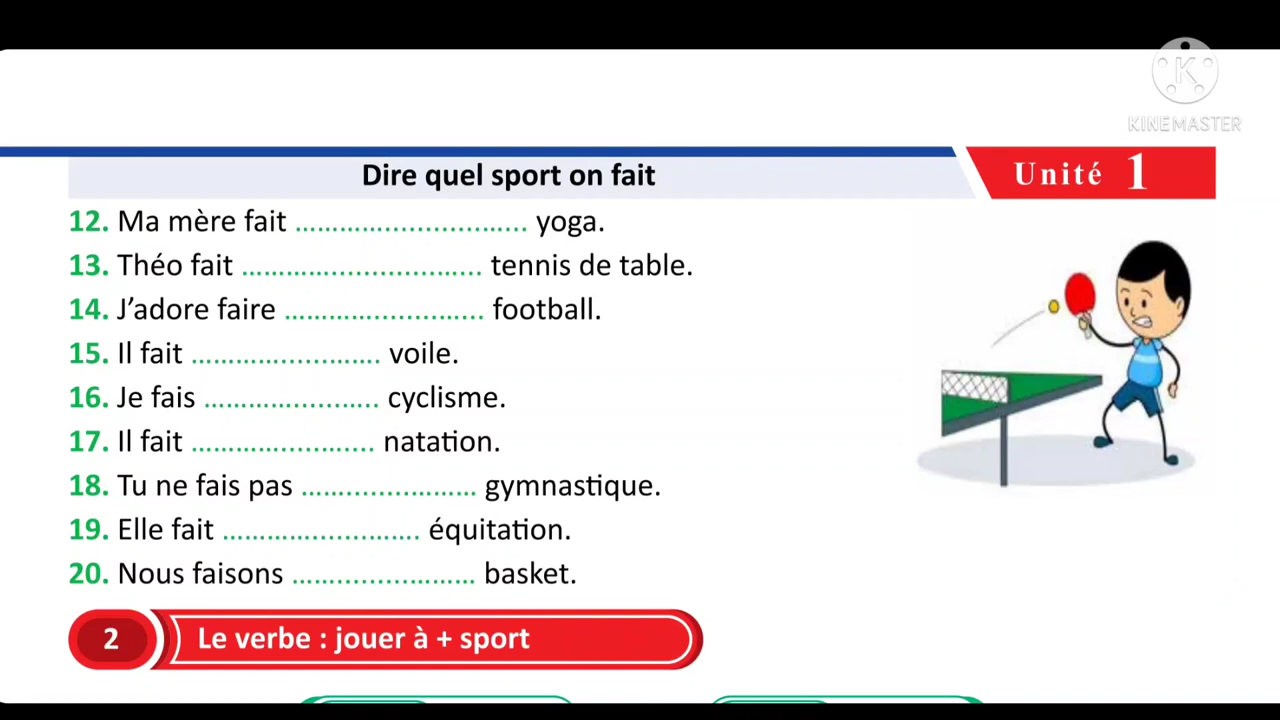 KINEMASTER
Dire quel sport on fait
Unité 1
12. Ma mère fait .............................. yoga.
13. Théo fait .............................. tennis de table.
14. J'adore faire .......................... football.
15. Il fait ........................ voile.
16. Je fais ....................... cyclisme.
17. Il fait ........................ natation.
18. Tu ne fais pas ....................... gymnastique.
19. Elle fait ......................... équitation.
20. Nous faisons ........................ basket.
2 Le verbe : jouer à + sport